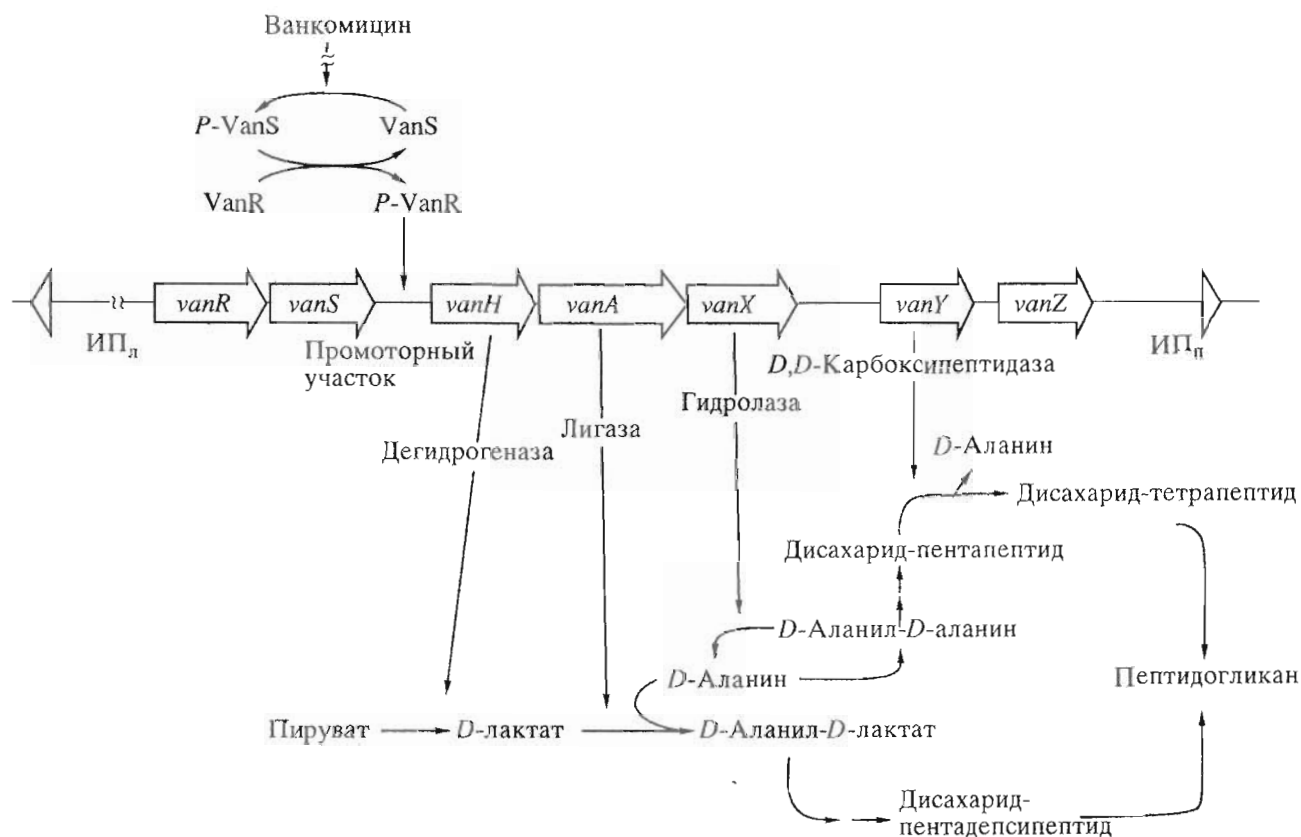 Ванкомицин
P-VanS VanS
VanR P-VanR
vanR vanS vanH vanA vanX vanY vanZ
ИПл
Промоторный
участок
D,D-Карбоксипептидаза
ИПп
Гидролаза
Лигаза
Дегидрогеназа
D-Аланин
Дисахарид-тетрапептид
Дисахарид-пентапептид
D-Аланил-D-аланин
D-Аланин
Пептидогликан
Пируват D-лактат D-Аланил-D-лактат
Дисахарид-
пентадепсипептид